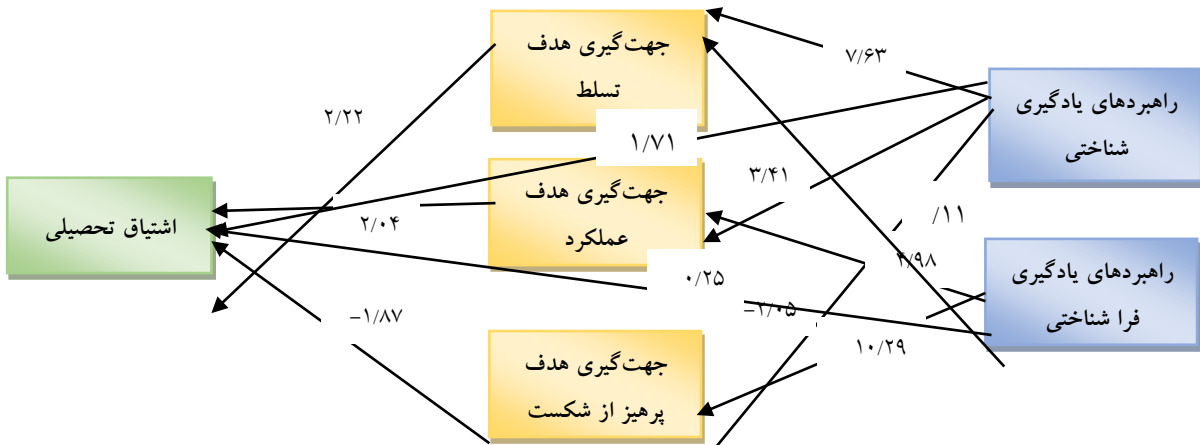 جهت‌گیری هدف
تسلط
۷/۶۳
راهبردهای یادگیری
شناختی
۲/۲۲
۱/۷۱
۳/۴۱
جهت‌گیری هدف
عملکرد
اشتیاق تحصیلی
۲/۰۴
/۱۱
راهبردهای یادگیری
فرا شناختی
۰/۲۵
-۱/۸۷
۱۰/۲۹
جهت‌گیری هدف
پرهیز از شکست